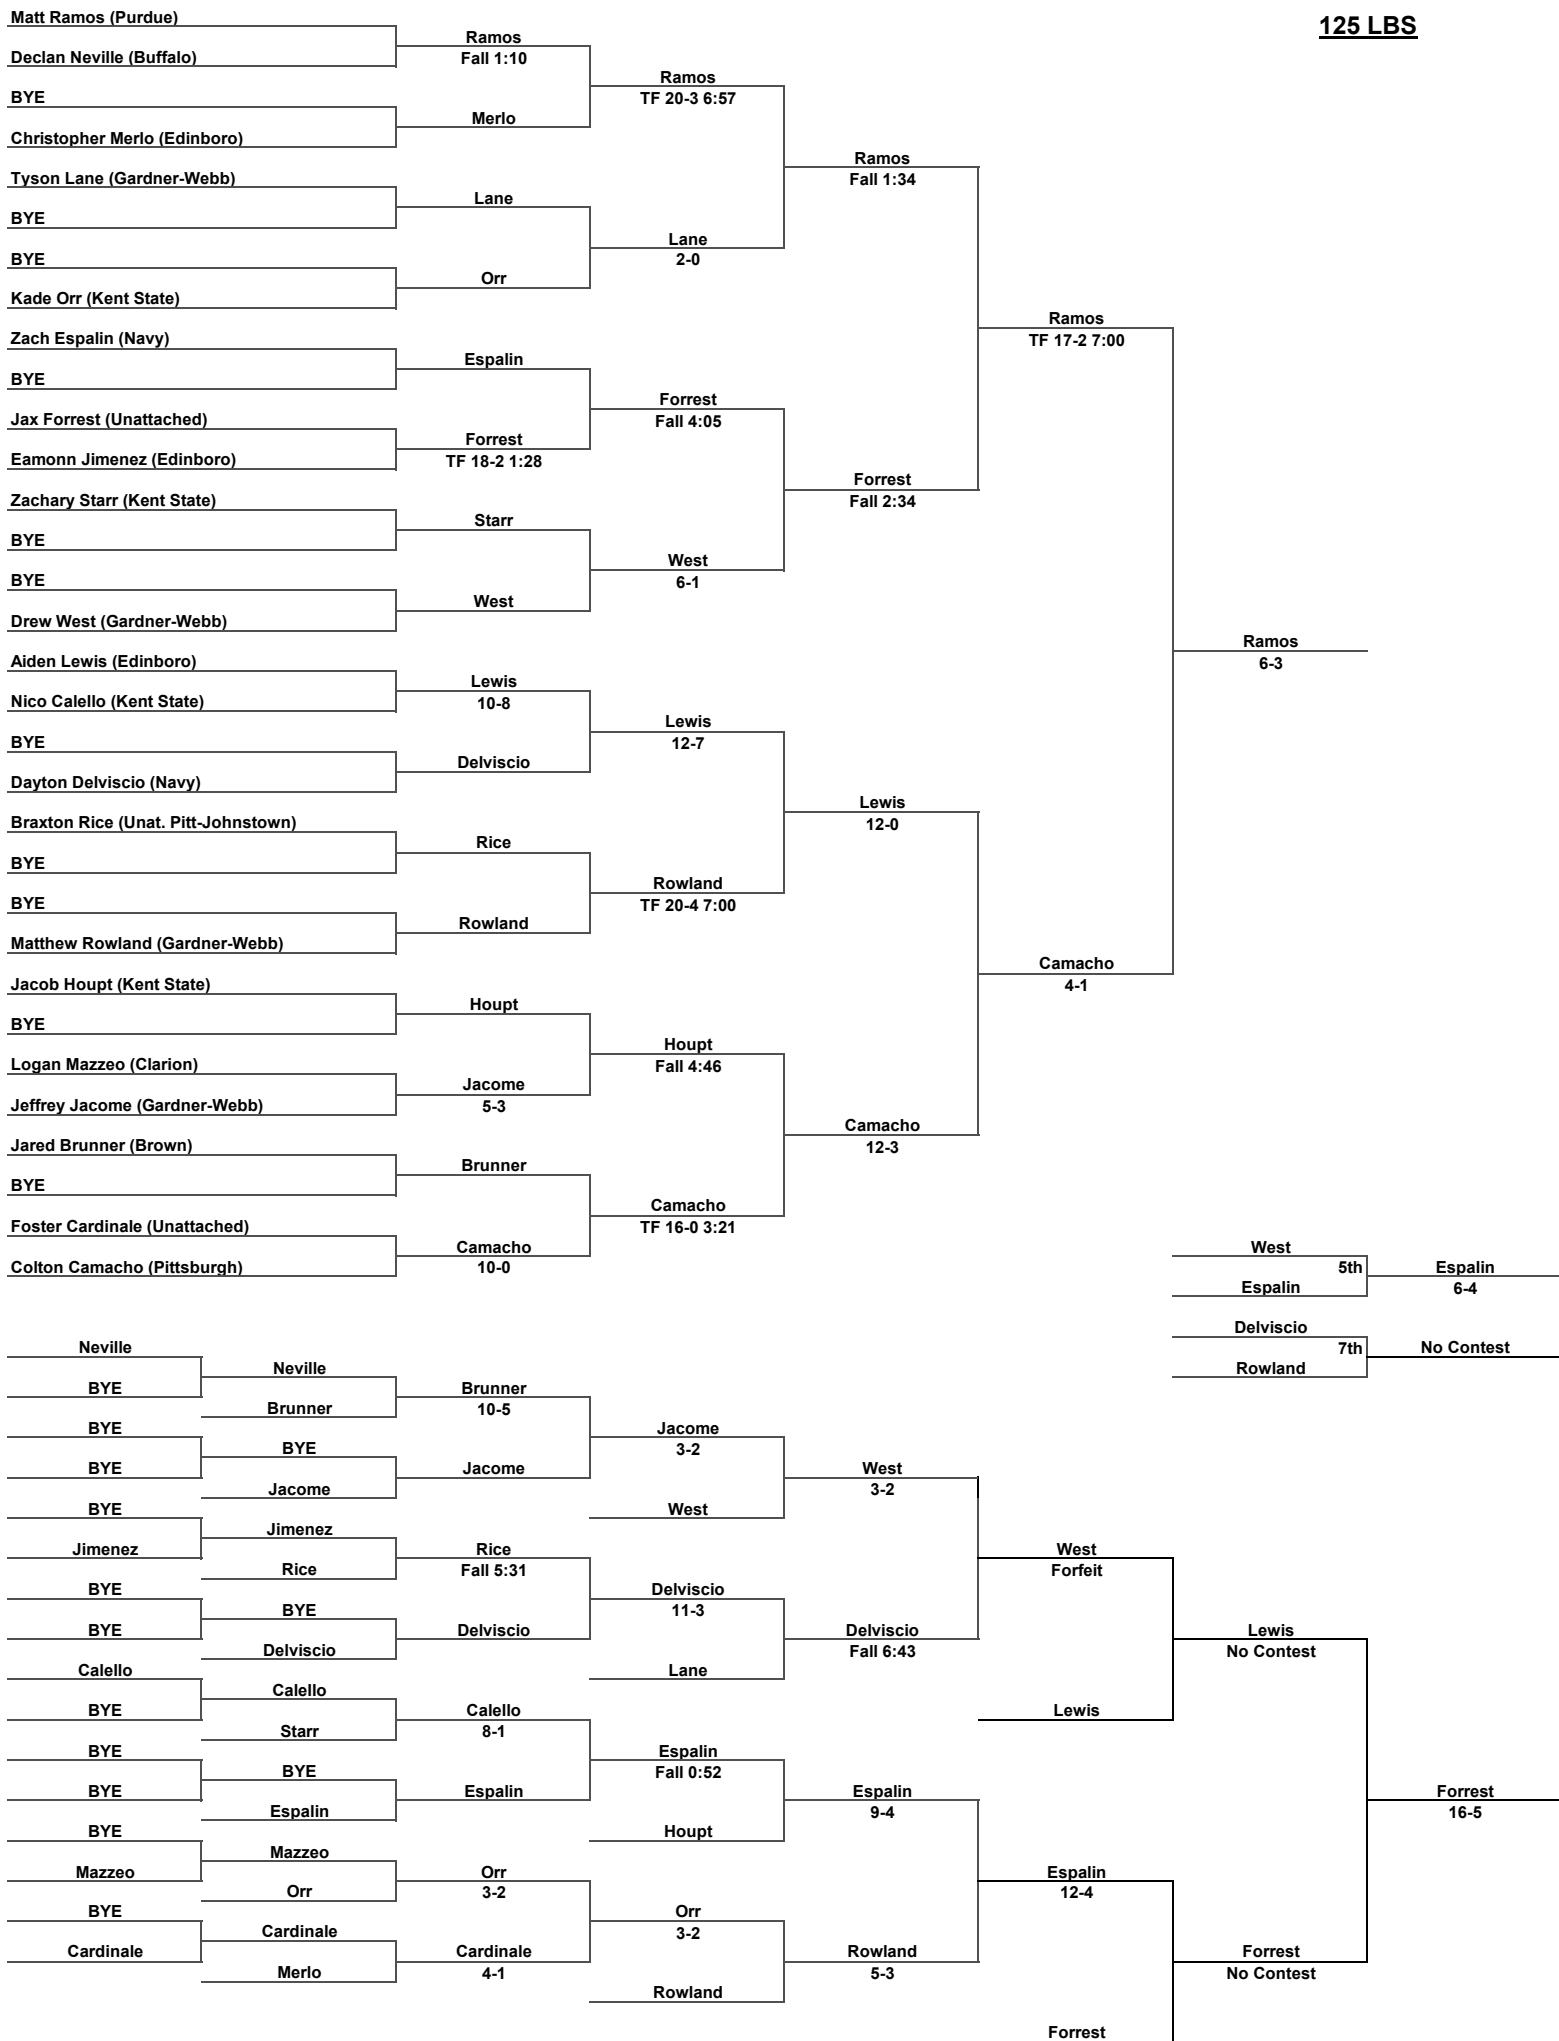 125 LBS
Matt Ramos (Purdue)
Ramos
Declan Neville (Buffalo)
Fall 1:10
Ramos
BYE
TF 20-3 6:57
Merlo
Christopher Merlo (Edinboro)
Ramos
Tyson Lane (Gardner-Webb)
Fall 1:34
Lane
BYE
Lane
BYE
2-0
Orr
Kade Orr (Kent State)
Ramos
Zach Espalin (Navy)
TF 17-2 7:00
Espalin
BYE
Forrest
Jax Forrest (Unattached)
Fall 4:05
Forrest
Eamonn Jimenez (Edinboro)
TF 18-2 1:28
Forrest
Zachary Starr (Kent State)
Fall 2:34
Starr
BYE
West
BYE
6-1
West
Drew West (Gardner-Webb)
Ramos
Aiden Lewis (Edinboro)
6-3
Lewis
Nico Calello (Kent State)
10-8
Lewis
BYE
12-7
Delviscio
Dayton Delviscio (Navy)
Lewis
Braxton Rice (Unat. Pitt-Johnstown)
12-0
Rice
BYE
Rowland
BYE
TF 20-4 7:00
Rowland
Matthew Rowland (Gardner-Webb)
Camacho
Jacob Houpt (Kent State)
4-1
Houpt
BYE
Houpt
Logan Mazzeo (Clarion)
Fall 4:46
Jacome
Jeffrey Jacome (Gardner-Webb)
5-3
Camacho
Jared Brunner (Brown)
12-3
Brunner
BYE
Camacho
Foster Cardinale (Unattached)
TF 16-0 3:21
Camacho
West
Colton Camacho (Pittsburgh)
10-0
5th
Espalin
Espalin
6-4
Delviscio
Neville
7th
No Contest
Neville
Rowland
BYE
Brunner
Brunner
10-5
BYE
Jacome
BYE
3-2
BYE
Jacome
West
Jacome
3-2
BYE
West
Jimenez
Jimenez
Rice
West
Rice
Fall 5:31
Forfeit
BYE
Delviscio
BYE
11-3
BYE
Delviscio
Delviscio
Lewis
Delviscio
Fall 6:43
No Contest
Calello
Lane
Calello
BYE
Calello
Lewis
Starr
8-1
BYE
Espalin
BYE
Fall 0:52
BYE
Espalin
Espalin
Forrest
Espalin
9-4
16-5
BYE
Houpt
Mazzeo
Mazzeo
Orr
Espalin
Orr
3-2
12-4
BYE
Orr
Cardinale
3-2
Cardinale
Cardinale
Rowland
Forrest
Merlo
4-1
5-3
No Contest
Rowland
Forrest